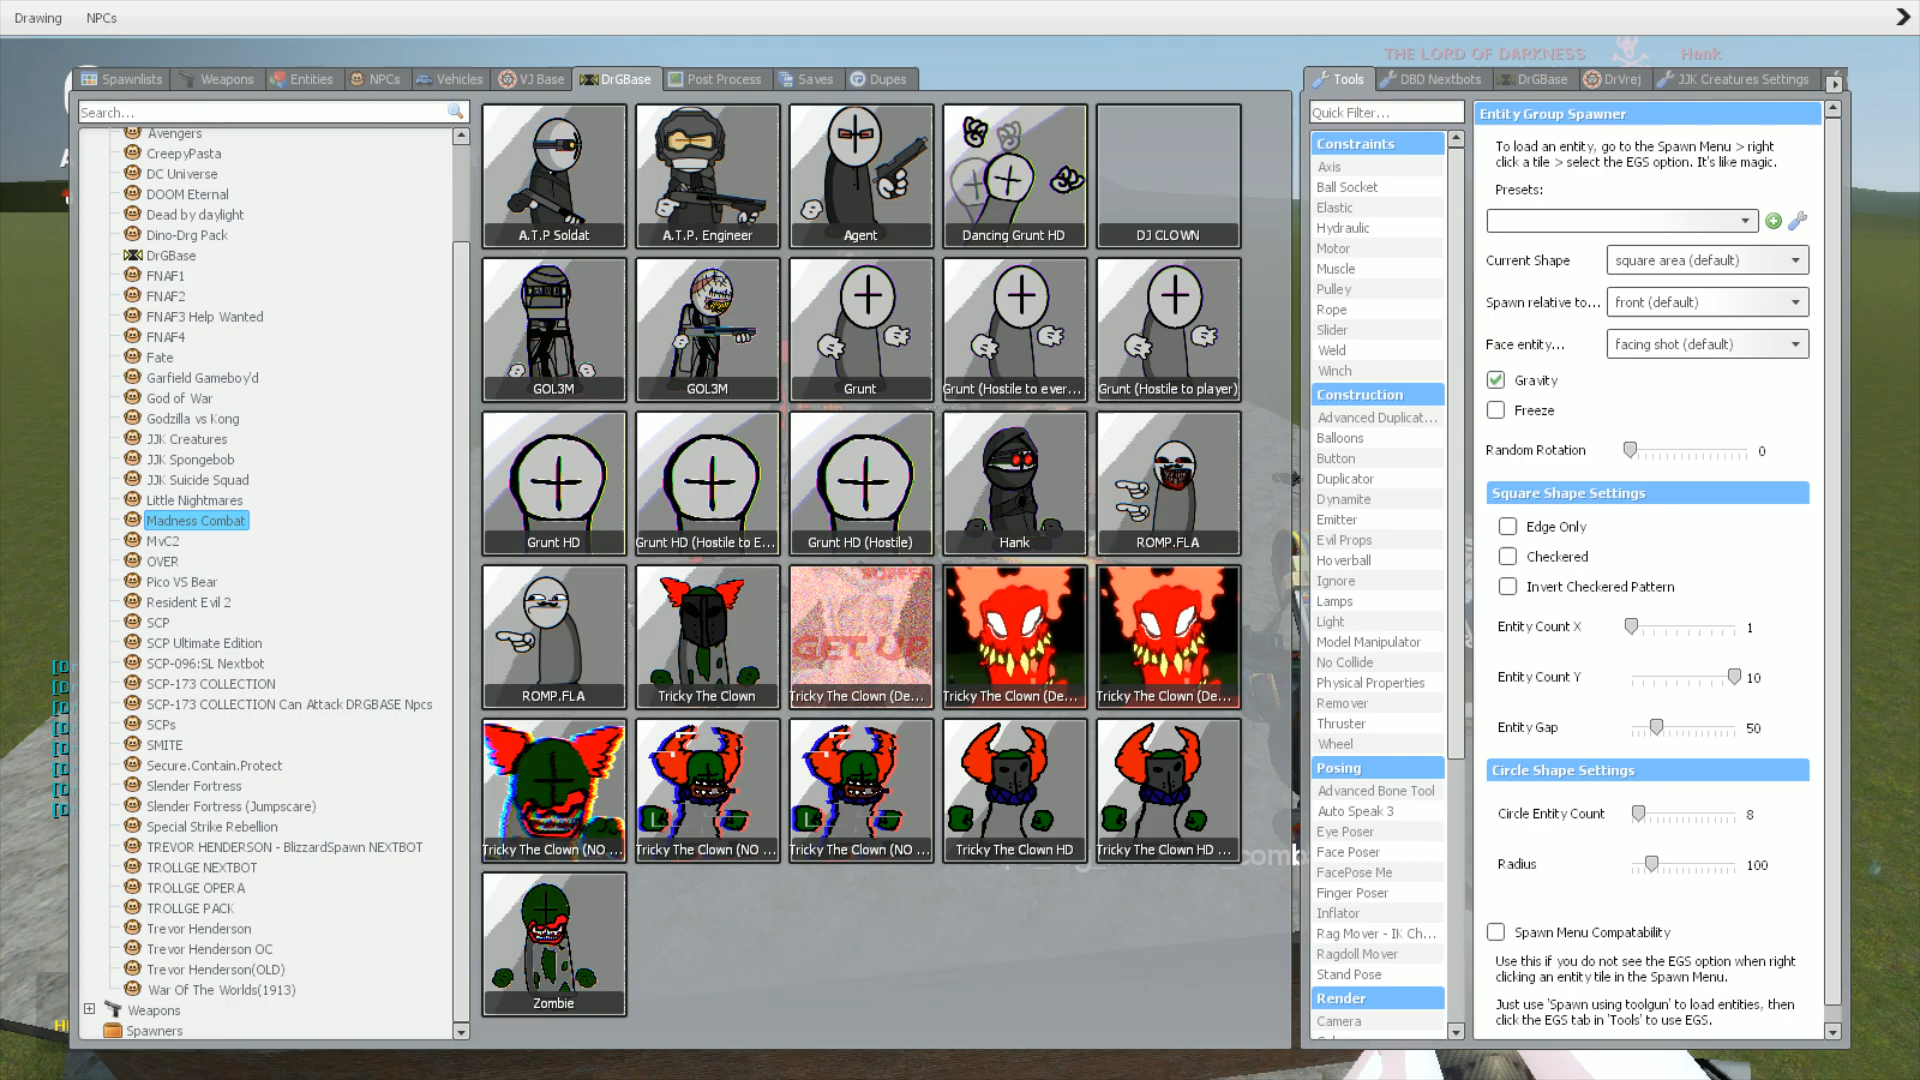 Drawing NPCs
THE LORD OF DARKNESS Hank
Spawnlists Weapons Entities NPCs Vehicles VJ Base DrGBase Post Process Saves Dupes
Search...
Avengers
CreepyPasta
DC Universe
DOOM Eternal
Dead by daylight
Dino-Drg Pack
DrGBase
FNAF1
FNAF2
FNAF3 Help Wanted
FNAF4
Fate
Garfield Gameboy'd
God of War
Godzilla vs Kong
JJK Creatures
JJK Spongebob
JJK Suicide Squad
Little Nightmares
Madness Combat
MvC2
OVER
Pico VS Bear
Resident Evil 2
SCP
SCP Ultimate Edition
SCP-096:SL Nextbot
SCP-173 COLLECTION
SCP-173 COLLECTION Can Attack DRGBASE Npcs
SCPs
SMITE
Secure.Contain.Protect
Slender Fortress
Slender Fortress (Jumpscare)
Special Strike Rebellion
TREVOR HENDERSON - BlizzardSpawn NEXTBOT
TROLLGE NEXTBOT
TROLLGE OPERA
TROLLGE PACK
Trevor Henderson
Trevor Henderson OC
Trevor Henderson(OLD)
War Of The Worlds(1913)
Weapons
Spawners
A.T.P Soldat
A.T.P. Engineer
Agent
Dancing Grunt HD
DJ CLOWN
GOL3M
GOL3M
Grunt
Grunt (Hostile to ever...
Grunt (Hostile to player)
Grunt HD
Grunt HD (Hostile to E...
Grunt HD (Hostile)
Hank
ROMP.FLA
ROMP.FLA
Tricky The Clown
GET UP
Tricky The Clown (De...
Tricky The Clown (De...
Tricky The Clown (De...
Tricky The Clown (NO ...
Tricky The Clown (NO ...
Tricky The Clown (NO ...
Tricky The Clown HD
Tricky The Clown HD ...
Zombie
Tools DBD Nextbots DrGBase DrVrej JJK Creatures Settings
Quick Filter...
Constraints
Axis
Ball Socket
Elastic
Hydraulic
Motor
Muscle
Pulley
Rope
Slider
Weld
Winch
Construction
Advanced Duplicat...
Balloons
Button
Duplicator
Dynamite
Emitter
Evil Props
Hoverball
Ignore
Lamps
Light
Model Manipulator
No Collide
Physical Properties
Remover
Thruster
Wheel
Posing
Advanced Bone Tool
Auto Speak 3
Eye Poser
Face Poser
FacePose Me
Finger Poser
Inflator
Rag Mover - IK Ch...
Ragdoll Mover
Stand Pose
Render
Camera
Entity Group Spawner
To load an entity, go to the Spawn Menu > right
click a tile > select the EGS option. It's like magic.
Presets:
Current Shape square area (default)
Spawn relative to... front (default)
Face entity... facing shot (default)
Gravity
Freeze
Random Rotation 0
Square Shape Settings
Edge Only
Checkered
Invert Checkered Pattern
Entity Count X 1
Entity Count Y 10
Entity Gap 50
Circle Shape Settings
Circle Entity Count 8
Radius 100
Spawn Menu Compatability
Use this if you do not see the EGS option when right
clicking an entity tile in the Spawn Menu.
Just use 'Spawn using toolgun' to load entities, then
click the EGS tab in 'Tools' to use EGS.